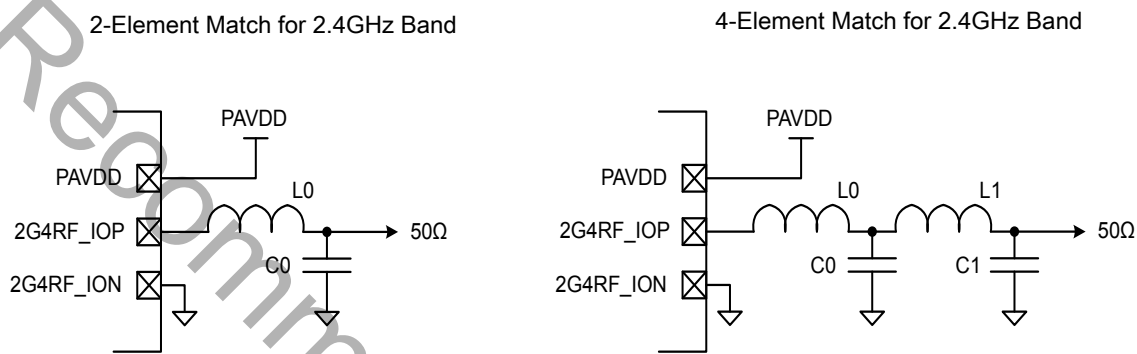 2-Element Match for 2.4GHz Band
PAVDD
PAVDD
L0
2G4RF_IOP
50Ω
C0
2G4RF_ION
4-Element Match for 2.4GHz Band
PAVDD
PAVDD
L0
L1
2G4RF_IOP
50Ω
C0
C1
2G4RF_ION
Recomm